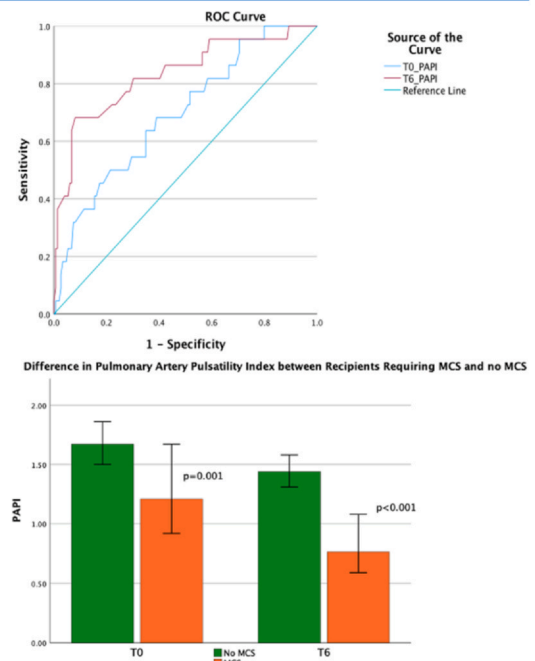 ROC Curve
Source of the
Curve
T0_PAPI
T6_PAPI
Reference Line
1.0
0.8
0.6
0.4
0.2
0.0
Sensitivity
0.0 0.2 0.4 0.6 0.8 1.0
1 - Specificity
Difference in Pulmonary Artery Pulsatility Index between Recipients Requiring MCS and no MCS
2.00
1.50
1.00
0.50
0.00
PAPI
p=0.001
p<0.001
T0 T6
No MCS